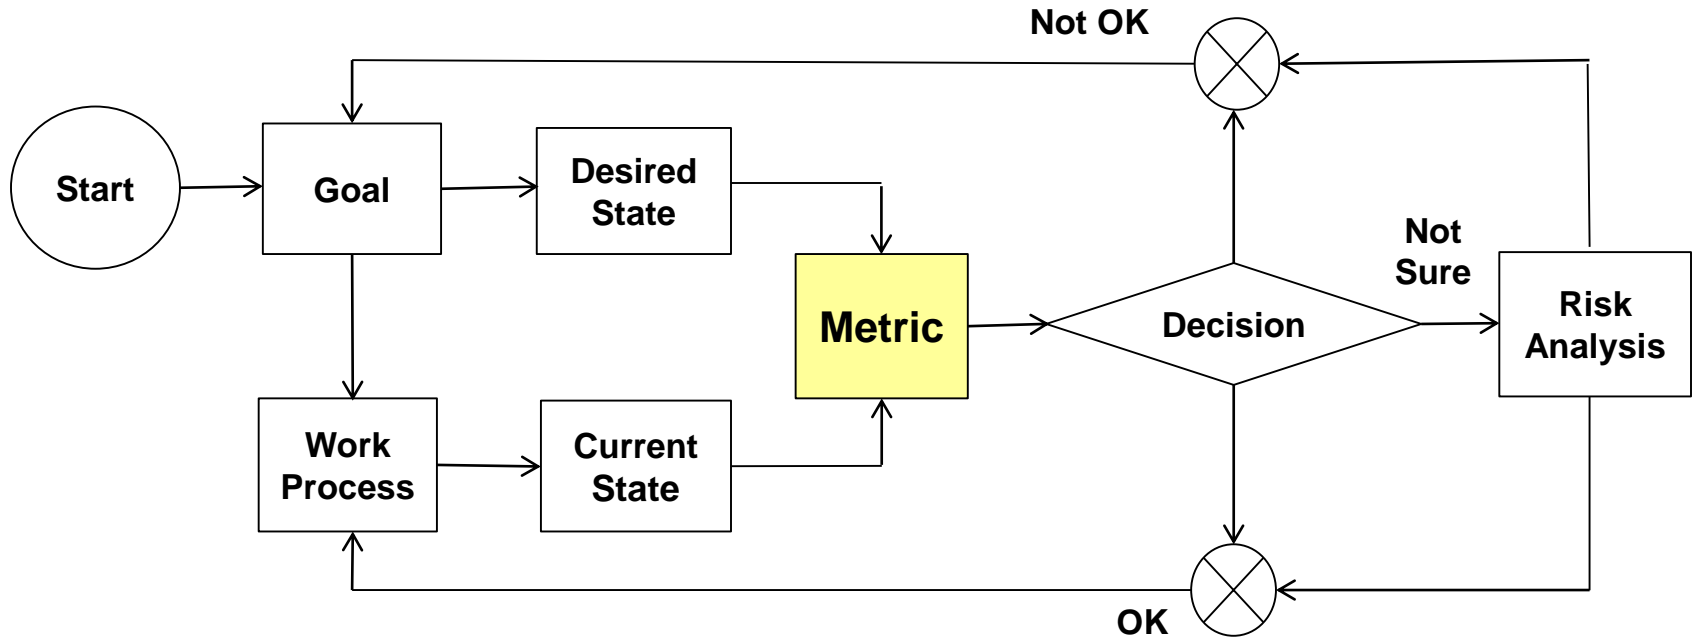 Not OK
Start
Goal
Desired
State
Not
Sure
Metric
Decision
Risk
Analysis
Work
Process
Current
State
OK